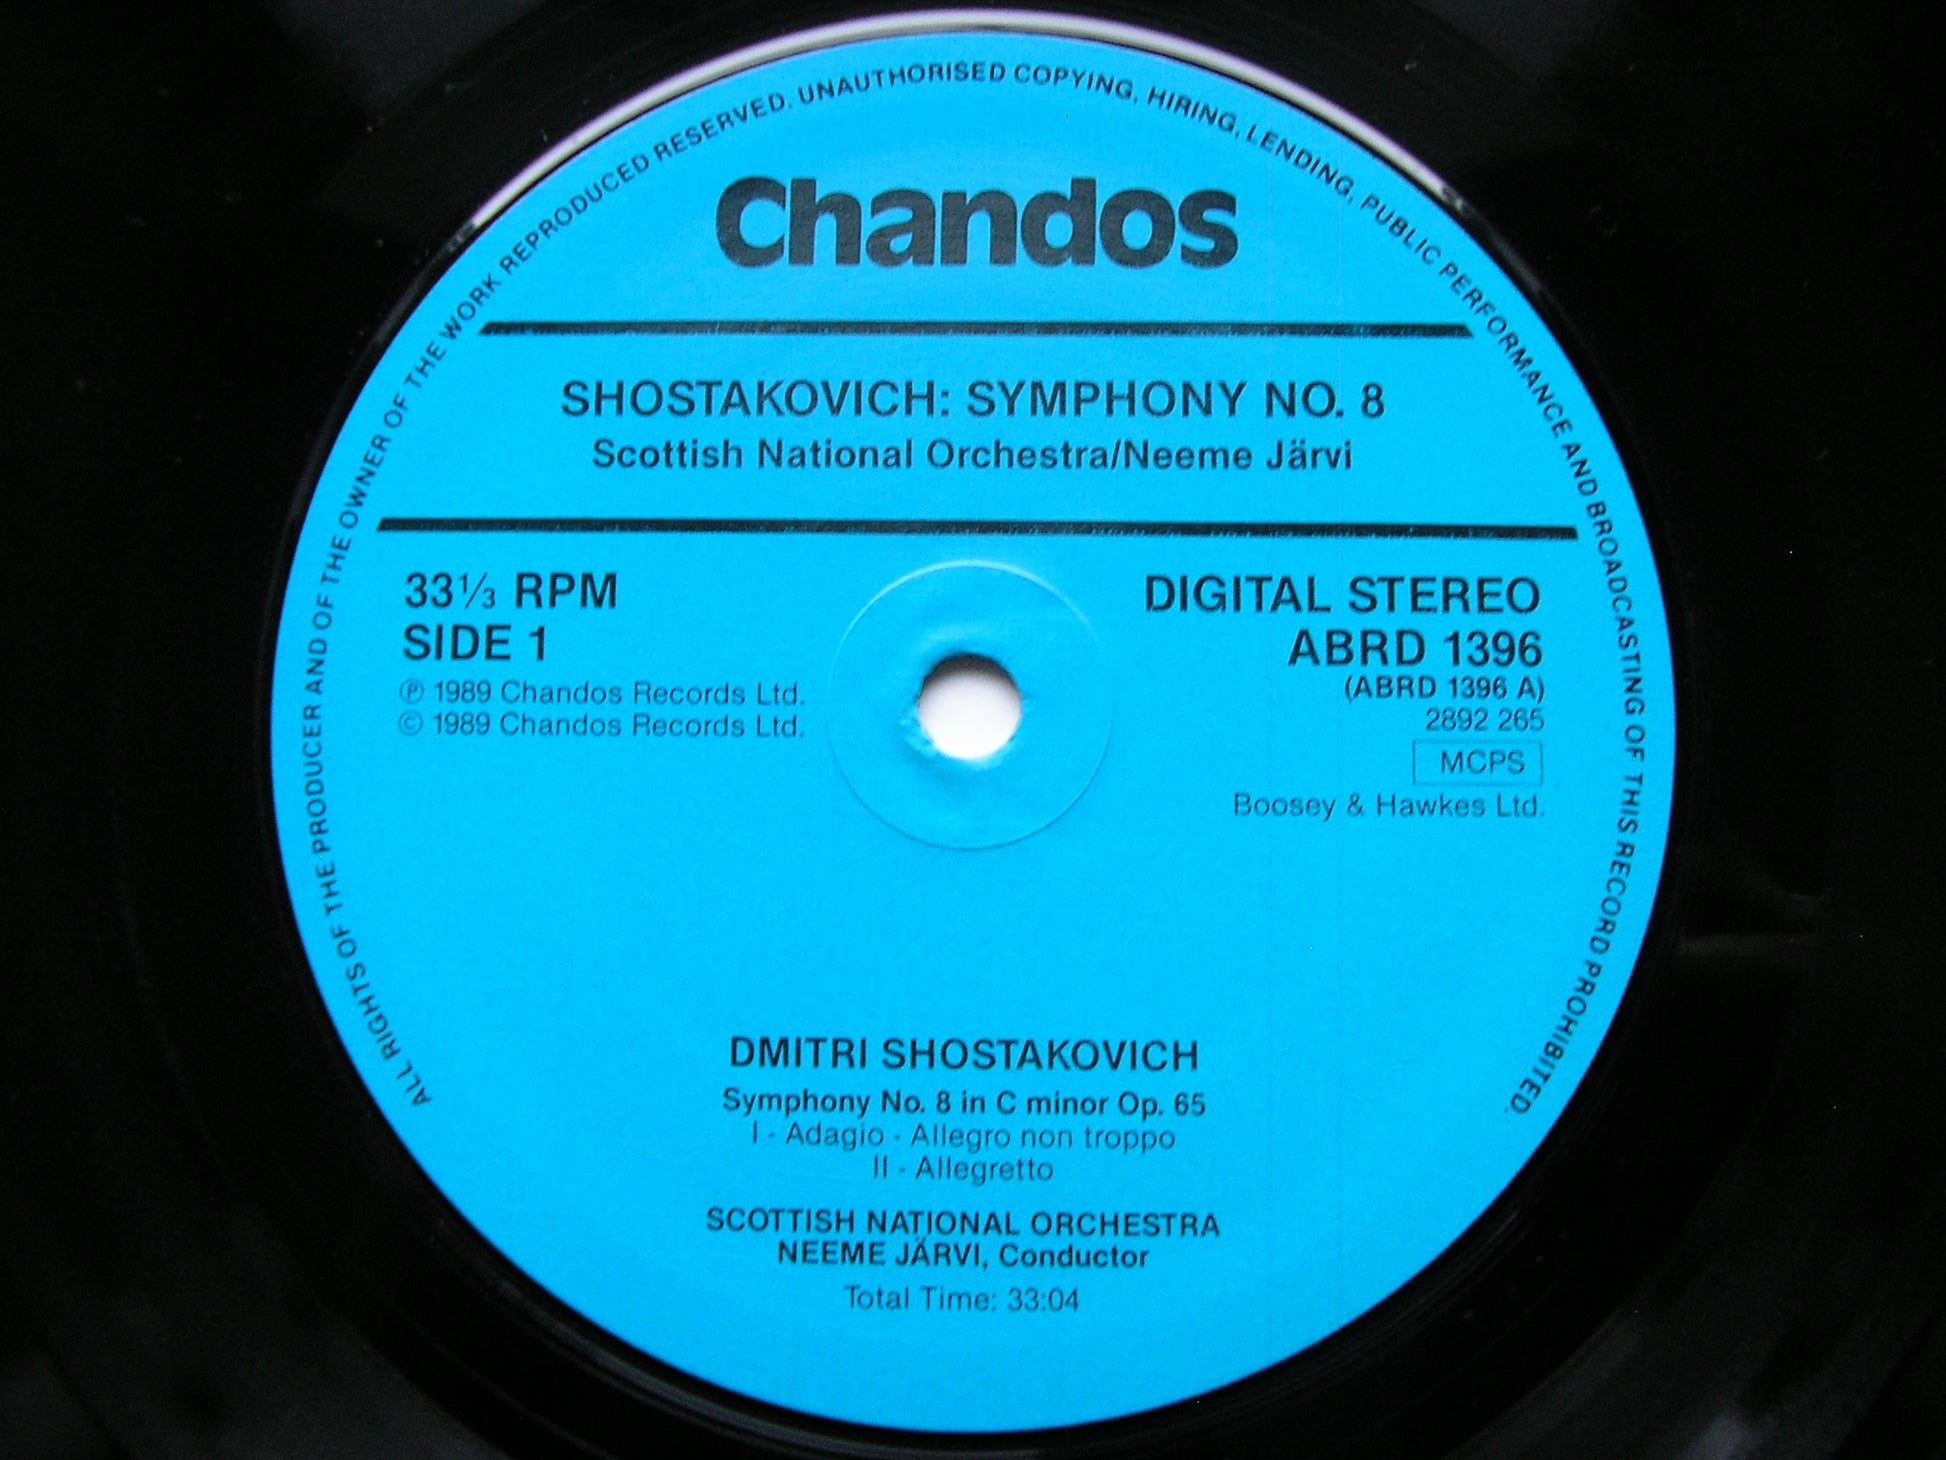 ALL RIGHTS OF THE PRODUCER AND OF THE OWNER OF THE WORK REPRODUCED RESERVED. UNAUTHORISED COPYING, HIRING, LENDING, PUBLIC PERFORMANCE AND BROADCASTING OF THIS RECORD PROHIBITED.
Chandos
SHOSTAKOVICH: SYMPHONY NO. 8
Scottish National Orchestra/Neeme Järvi
33⅓ RPM
SIDE 1
℗ 1989 Chandos Records Ltd.
© 1989 Chandos Records Ltd.
DIGITAL STEREO
ABRD 1396
(ABRD 1396 A)
2892 265
MCPS
Boosey & Hawkes Ltd.
DMITRI SHOSTAKOVICH
Symphony No. 8 in C minor Op. 65
I - Adagio - Allegro non troppo
II - Allegretto
SCOTTISH NATIONAL ORCHESTRA
NEEME JÄRVI, Conductor
Total Time: 33:04